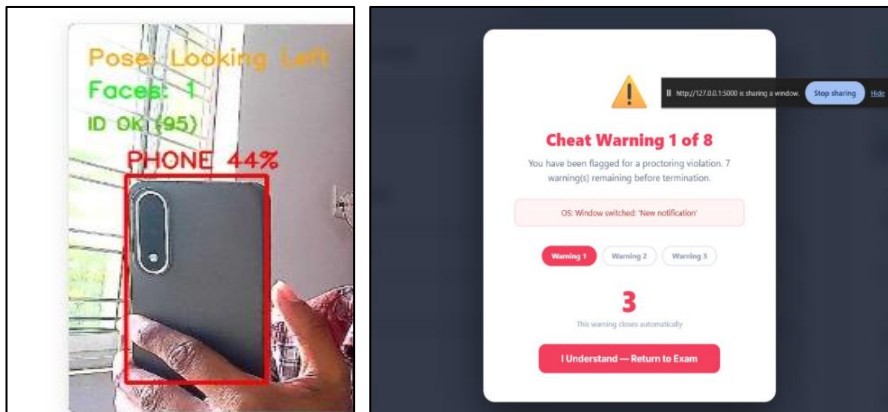 Pose: Looking Left
Faces: 1
ID OK (95)
PHONE 44%
http://127.0.0.1:5000 is sharing a window. Stop sharing Hide
Cheat Warning 1 of 8
You have been flagged for a proctoring violation. 7
warning(s) remaining before termination.
OS: Window switched: 'New notification'
Warning 1 Warning 2 Warning 3
3
This warning closes automatically
I Understand — Return to Exam